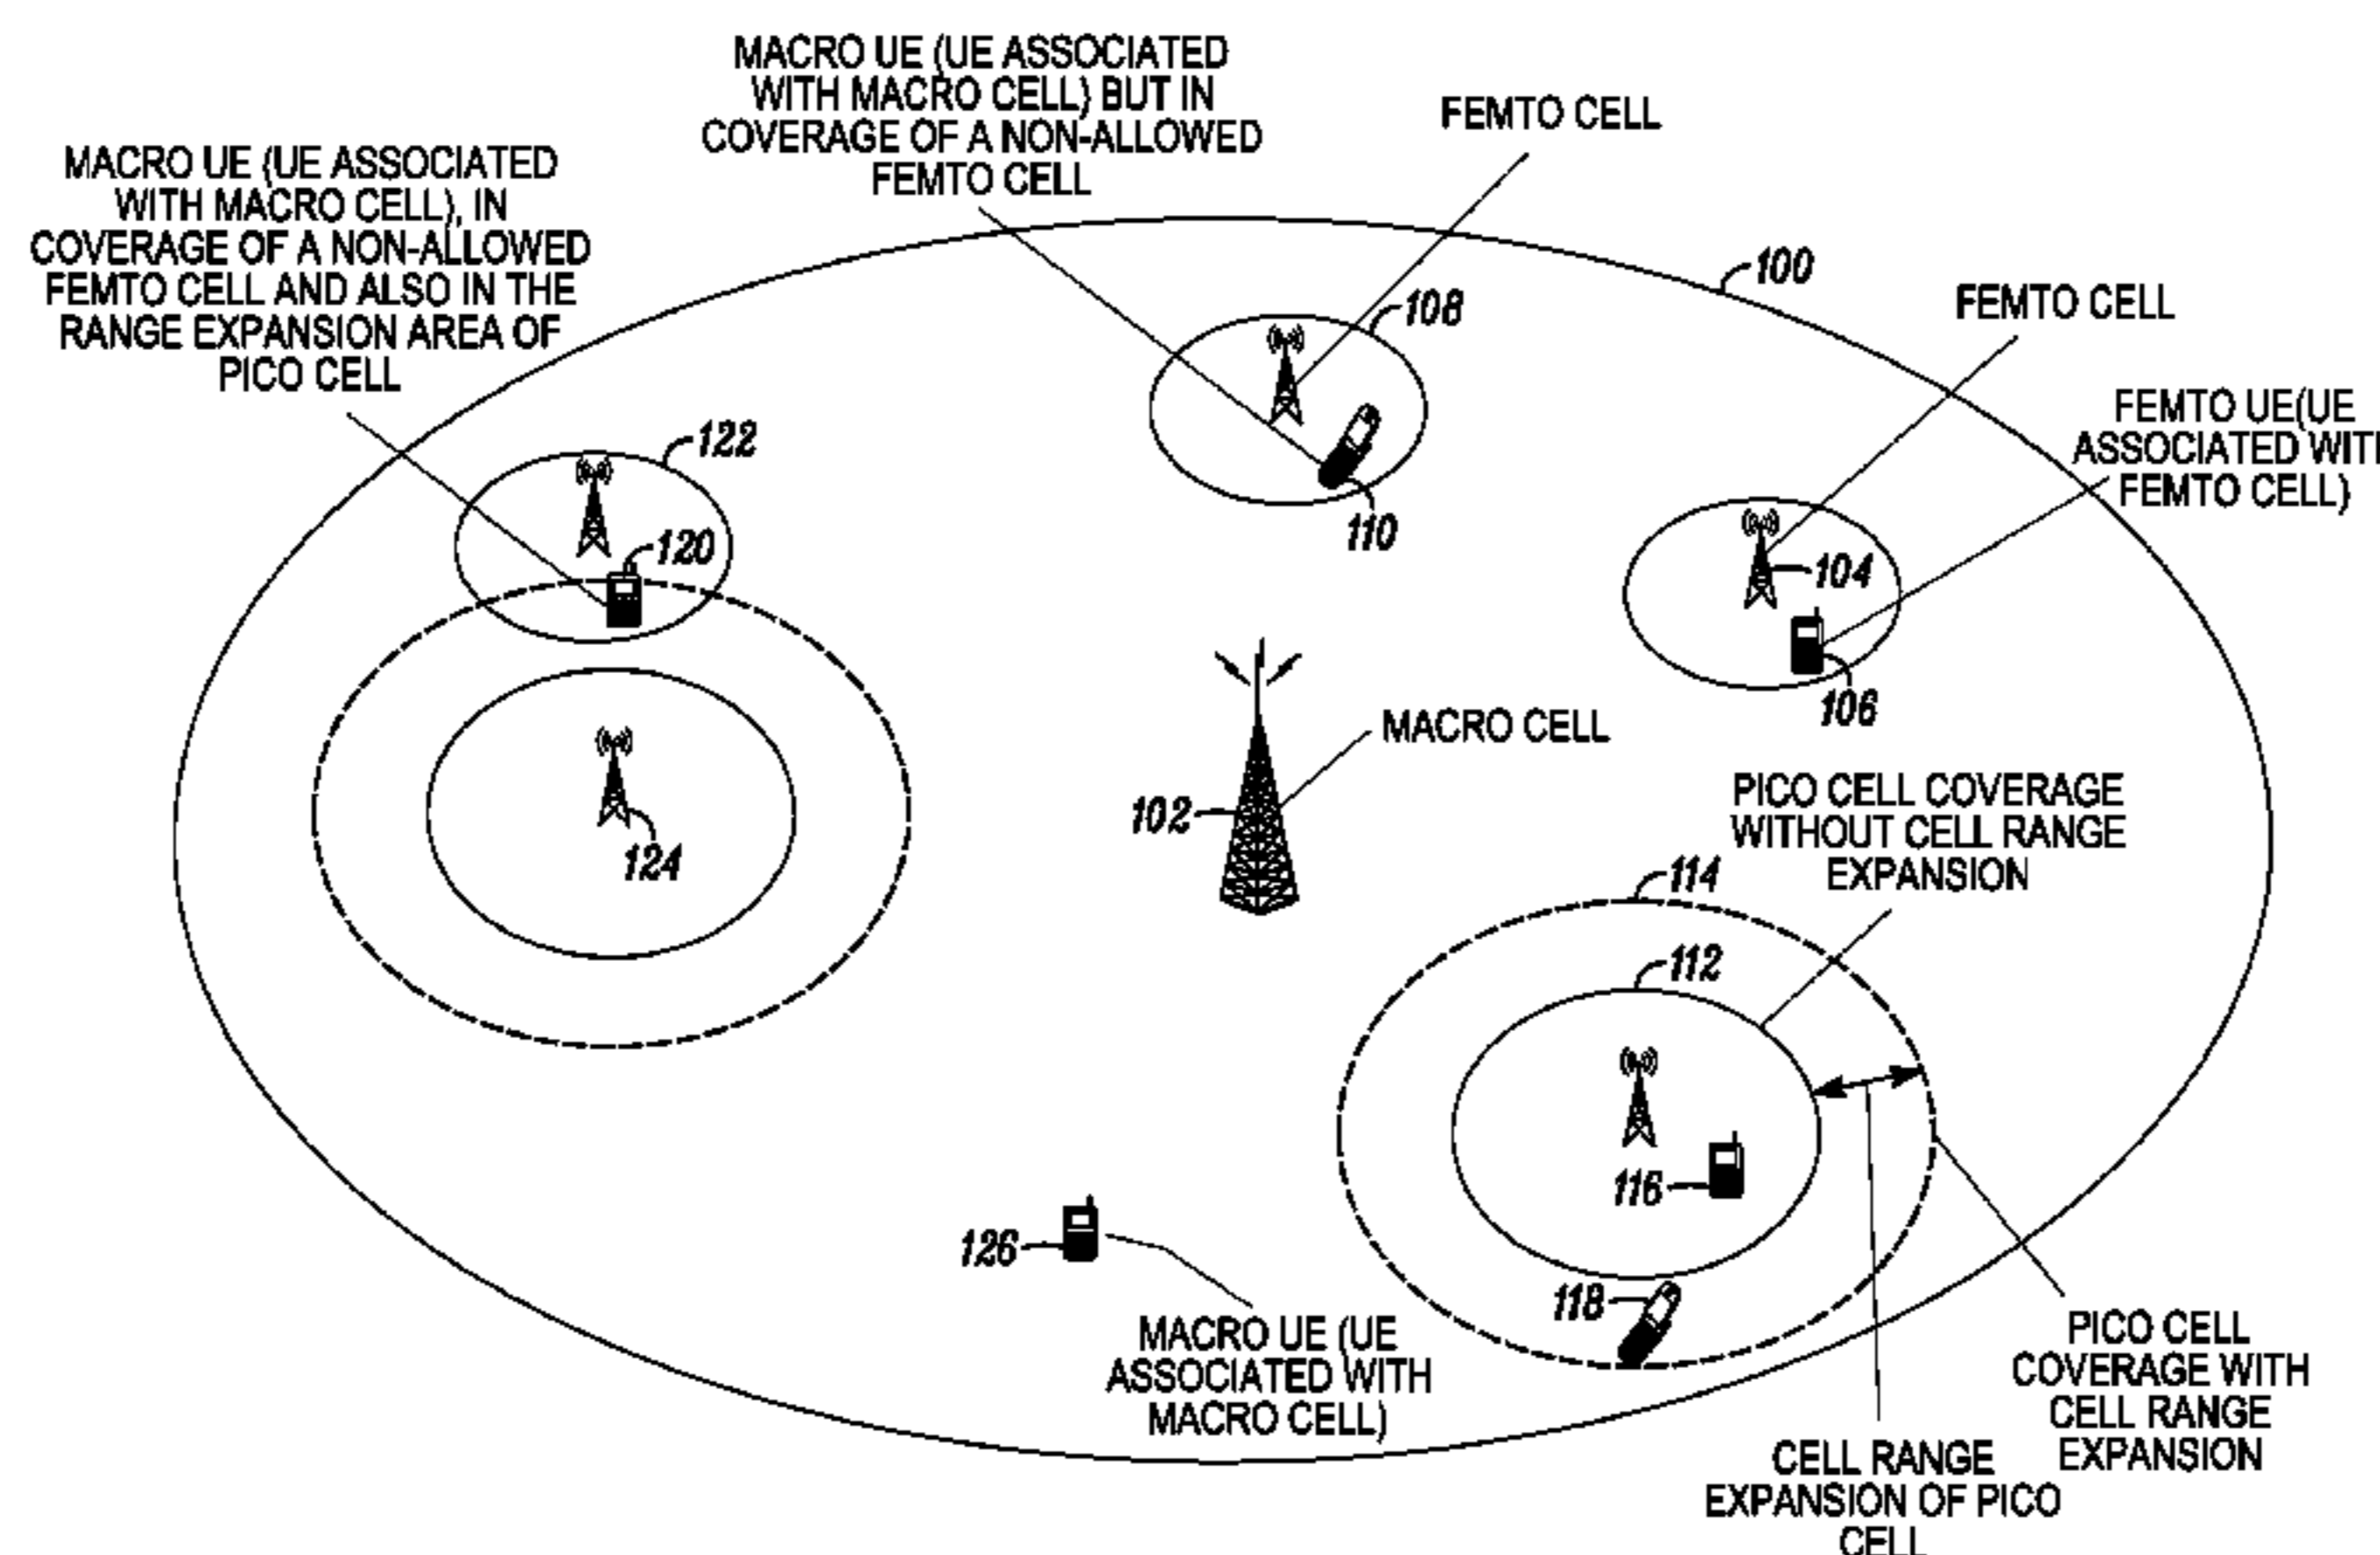 MACRO UE (UE ASSOCIATED
WITH MACRO CELL), IN
COVERAGE OF A NON-ALLOWED
FEMTO CELL AND ALSO IN THE
RANGE EXPANSION AREA OF
PICO CELL
MACRO UE (UE ASSOCIATED
WITH MACRO CELL) BUT IN
COVERAGE OF A NON-ALLOWED
FEMTO CELL
FEMTO CELL
100
FEMTO CELL
108
FEMTO UE(UE
ASSOCIATED WITH
FEMTO CELL)
122
110
120
104
106
MACRO CELL
102
124
PICO CELL COVERAGE
WITHOUT CELL RANGE
EXPANSION
114
112
116
126
118
MACRO UE (UE
ASSOCIATED WITH
MACRO CELL)
PICO CELL
COVERAGE WITH
CELL RANGE
EXPANSION
CELL RANGE
EXPANSION OF PICO
CELL